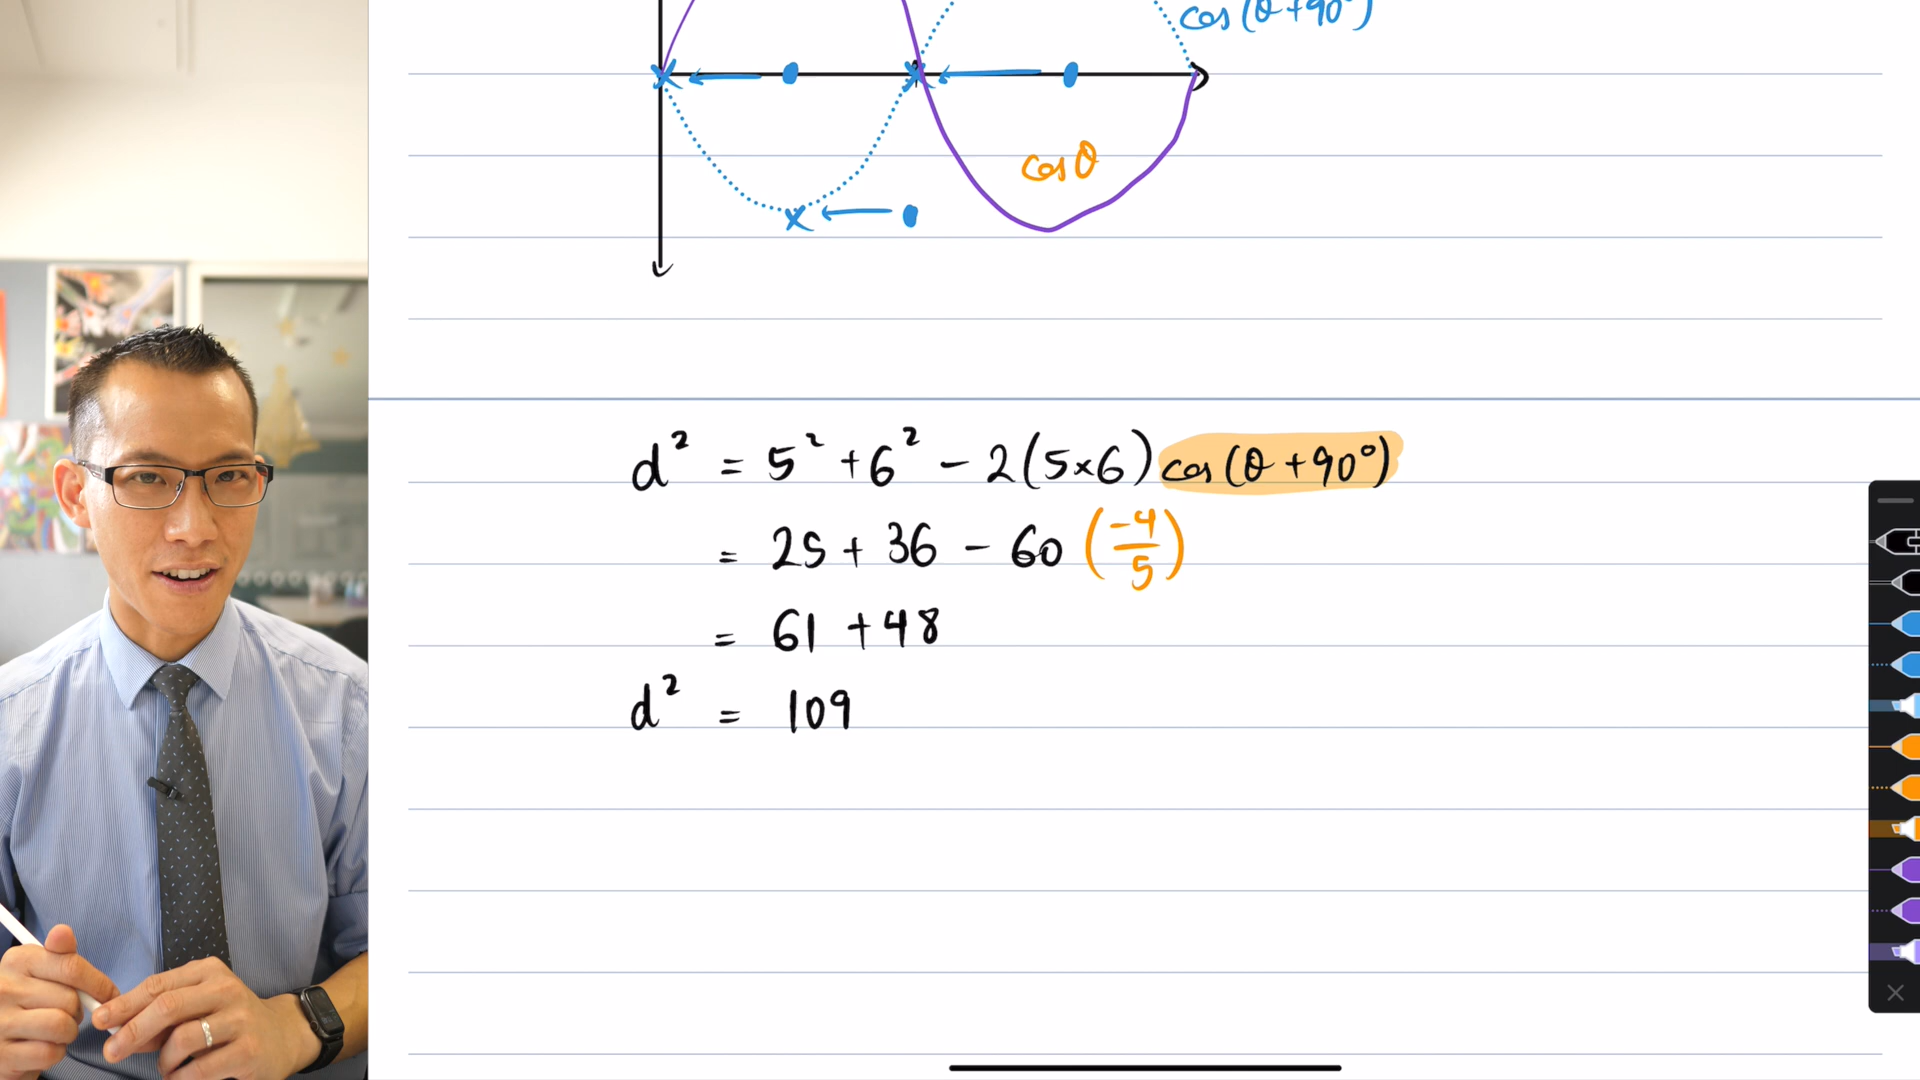 cos (θ +90°)
cos θ
d² = 5² + 6² - 2(5×6) cos (θ + 90°)
= 25 + 36 - 60 (-4/5)
= 61 + 48
d² = 109